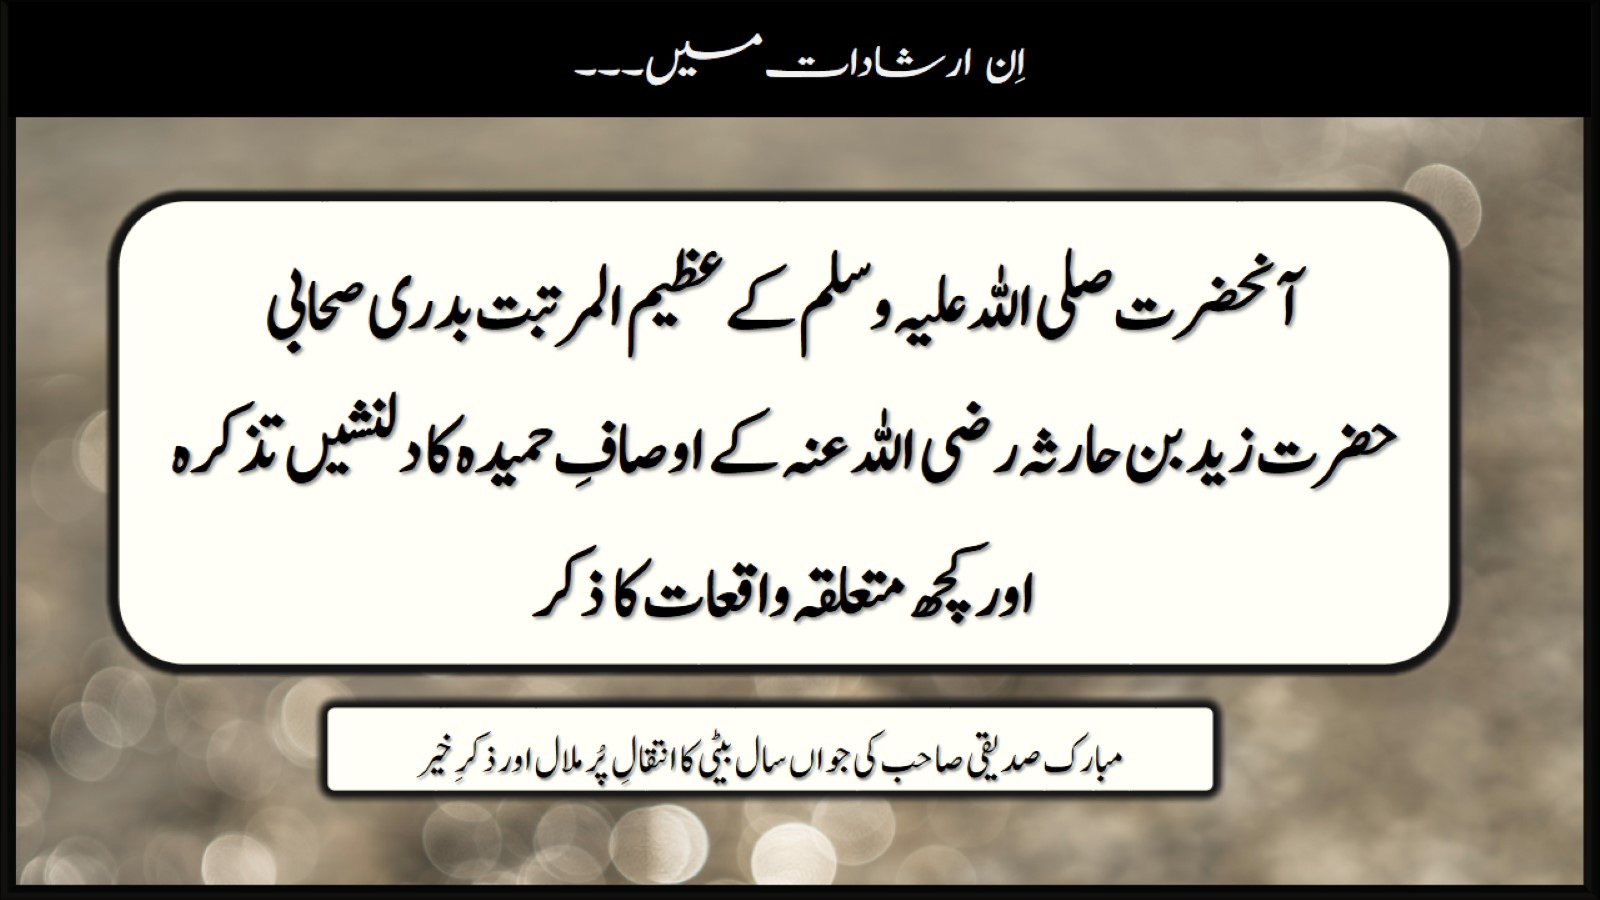 اِن ارشادات میں۔۔۔
آنحضرت صلی اللہ علیہ وسلم کے عظیم المرتبت بدری صحابی
حضرت زید بن حارثہ رضی اللہ عنہ کے اوصافِ حمیدہ کا دلنشیں تذکرہ
اور کچھ متعلقہ واقعات کا ذکر
مبارک صدیقی صاحب کی جواں سال بیٹی کا انتقالِ پُر ملال اور ذکرِ خیر